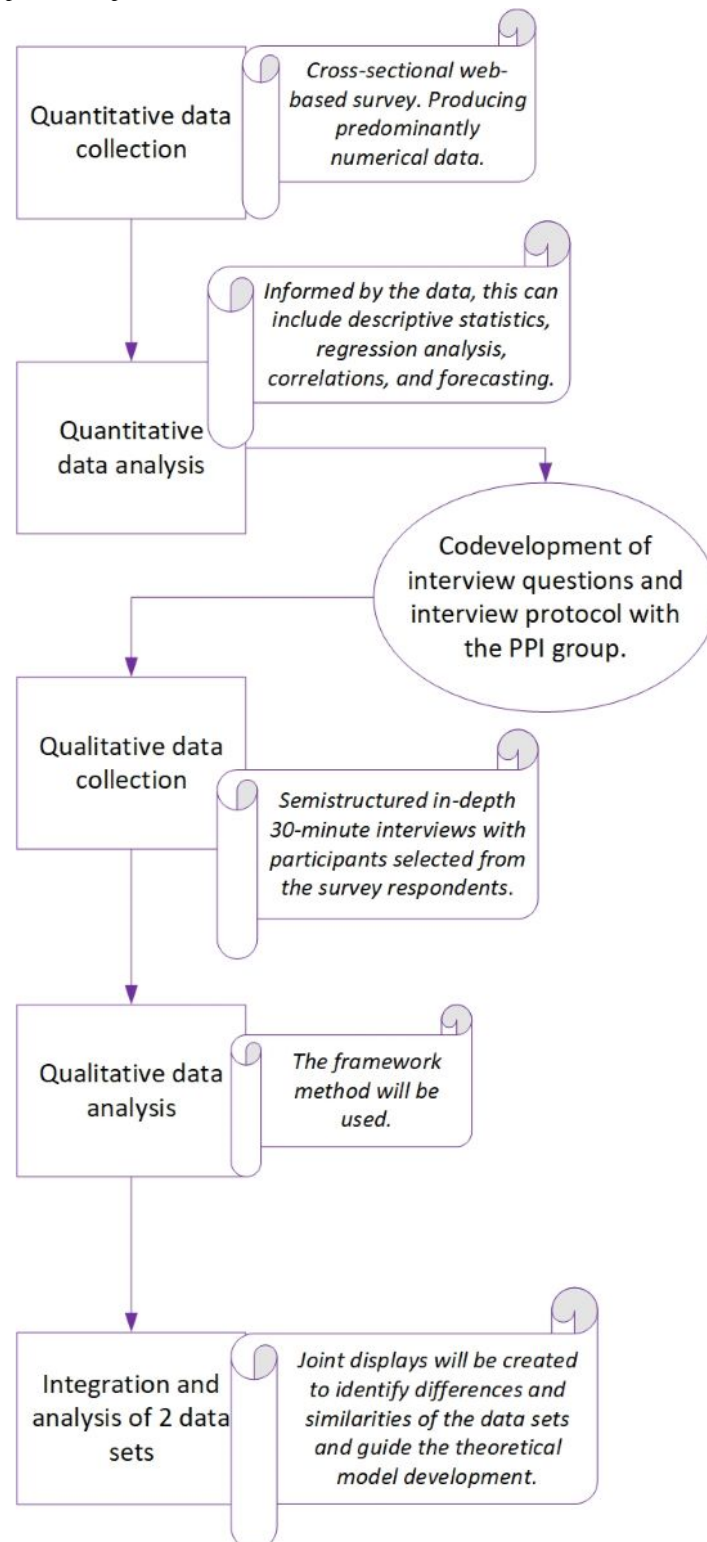 Quantitative data
collection
Cross-sectional web-
based survey. Producing
predominantly
numerical data.
Informed by the data, this can
include descriptive statistics,
regression analysis,
correlations, and forecasting.
Quantitative
data analysis
Codevelopment of
interview questions and
interview protocol with
the PPI group.
Qualitative data
collection
Semistructured in-depth
30-minute interviews with
participants selected from
the survey respondents.
Qualitative data
analysis
The framework
method will be
used.
Integration and
analysis of 2 data
sets
Joint displays will be created
to identify differences and
similarities of the data sets
and guide the theoretical
model development.